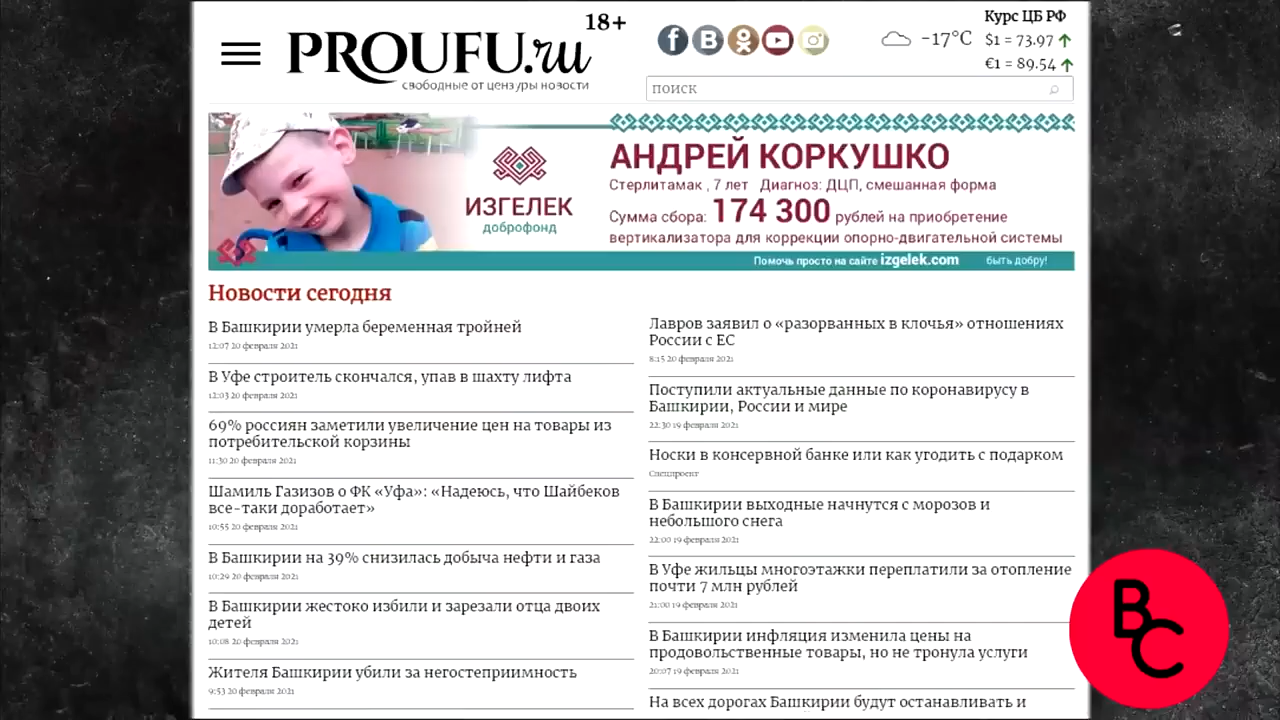 18+
PROUFU.ru
свободные от цензуры новости
f
B
Курс ЦБ РФ
-17°C
$1 = 73.97
€1 = 89.54
поиск
АНДРЕЙ КОРКУШКО
Стерлитамак , 7 лет Диагноз: ДЦП, смешанная форма
ИЗГЕЛЕК
доброфонд
Сумма сбора: 174 300 рублей на приобретение
вертикализатора для коррекции опорно-двигательной системы
Помочь просто на сайте izgelek.com быть добру!
Новости сегодня
В Башкирии умерла беременная тройней
12:07 20 февраля 2021
В Уфе строитель скончался, упав в шахту лифта
12:03 20 февраля 2021
69% россиян заметили увеличение цен на товары из
потребительской корзины
11:30 20 февраля 2021
Шамиль Газизов о ФК «Уфа»: «Надеюсь, что Шайбеков
все-таки доработает»
10:55 20 февраля 2021
В Башкирии на 39% снизилась добыча нефти и газа
10:29 20 февраля 2021
В Башкирии жестоко избили и зарезали отца двоих
детей
10:08 20 февраля 2021
Жителя Башкирии убили за негостеприимность
9:53 20 февраля 2021
Лавров заявил о «разорванных в клочья» отношениях
России с ЕС
8:15 20 февраля 2021
Поступили актуальные данные по коронавирусу в
Башкирии, России и мире
22:30 19 февраля 2021
Носки в консервной банке или как угодить с подарком
Спецпроект
В Башкирии выходные начнутся с морозов и
небольшого снега
22:00 19 февраля 2021
В Уфе жильцы многоэтажки переплатили за отопление
почти 7 млн рублей
21:00 19 февраля 2021
В Башкирии инфляция изменила цены на
продовольственные товары, но не тронула услуги
20:07 19 февраля 2021
На всех дорогах Башкирии будут останавливать и
BC